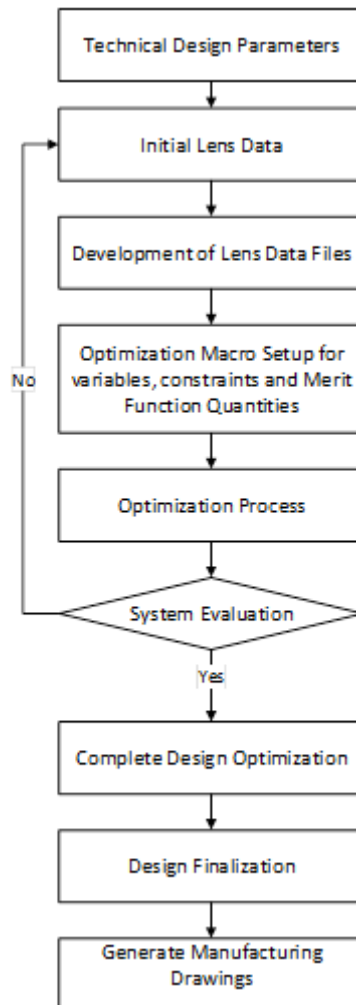 Technical Design Parameters
Initial Lens Data
Development of Lens Data Files
Optimization Macro Setup for
variables, constraints and Merit
Function Quantities
No
Optimization Process
System Evaluation
Yes
Complete Design Optimization
Design Finalization
Generate Manufacturing
Drawings